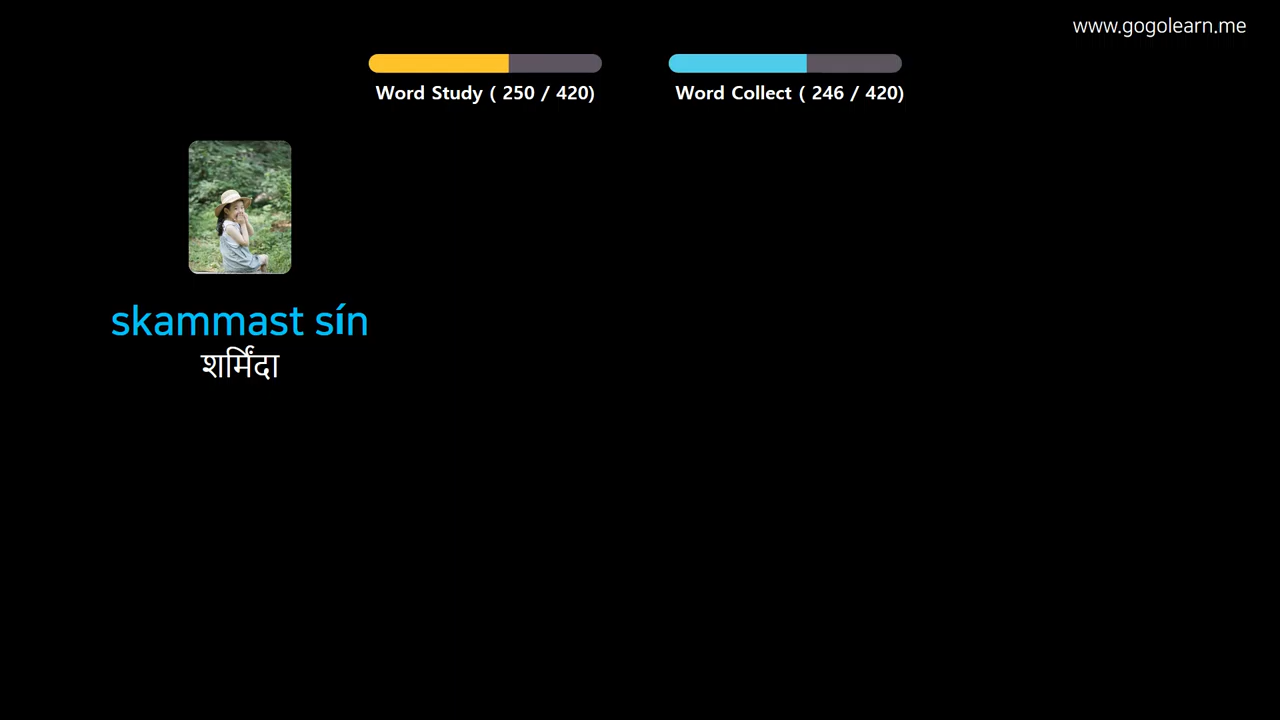 www.gogolearn.me
Word Study ( 250 / 420)
Word Collect ( 246 / 420)
skammast sín
शर्मिंदा